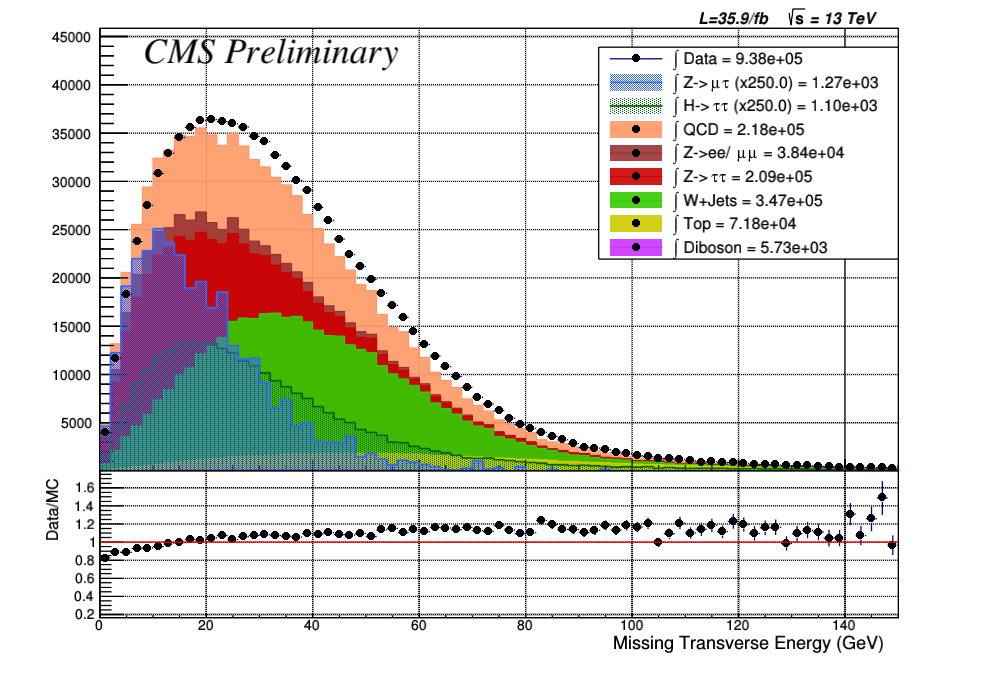 L=35.9/fb √s = 13 TeV
CMS Preliminary
∫ Data = 9.38e+05
∫ Z->μτ (x250.0) = 1.27e+03
∫ H->ττ (x250.0) = 1.10e+03
∫ QCD = 2.18e+05
∫ Z->ee/ μμ = 3.84e+04
∫ Z->ττ = 2.09e+05
∫ W+Jets = 3.47e+05
∫ Top = 7.18e+04
∫ Diboson = 5.73e+03
45000
40000
35000
30000
25000
20000
15000
10000
5000
Data/MC
1.6
1.4
1.2
1
0.8
0.6
0.4
0.2
0 20 40 60 80 100 120 140
Missing Transverse Energy (GeV)